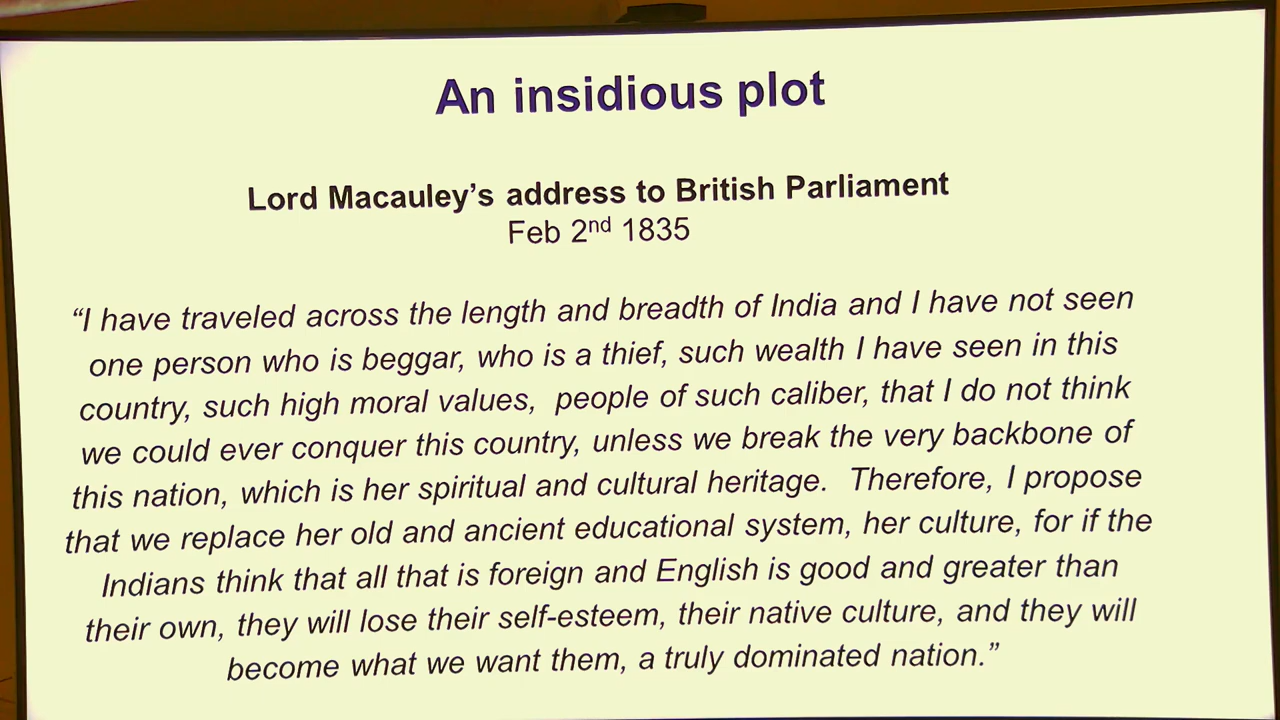 An insidious plot
Lord Macauley’s address to British Parliament
Feb 2nd 1835
“I have traveled across the length and breadth of India and I have not seen
one person who is beggar, who is a thief, such wealth I have seen in this
country, such high moral values,  people of such caliber, that I do not think
we could ever conquer this country, unless we break the very backbone of
this nation, which is her spiritual and cultural heritage.  Therefore, I propose
that we replace her old and ancient educational system, her culture, for if the
Indians think that all that is foreign and English is good and greater than
their own, they will lose their self-esteem, their native culture, and they will
become what we want them, a truly dominated nation.”